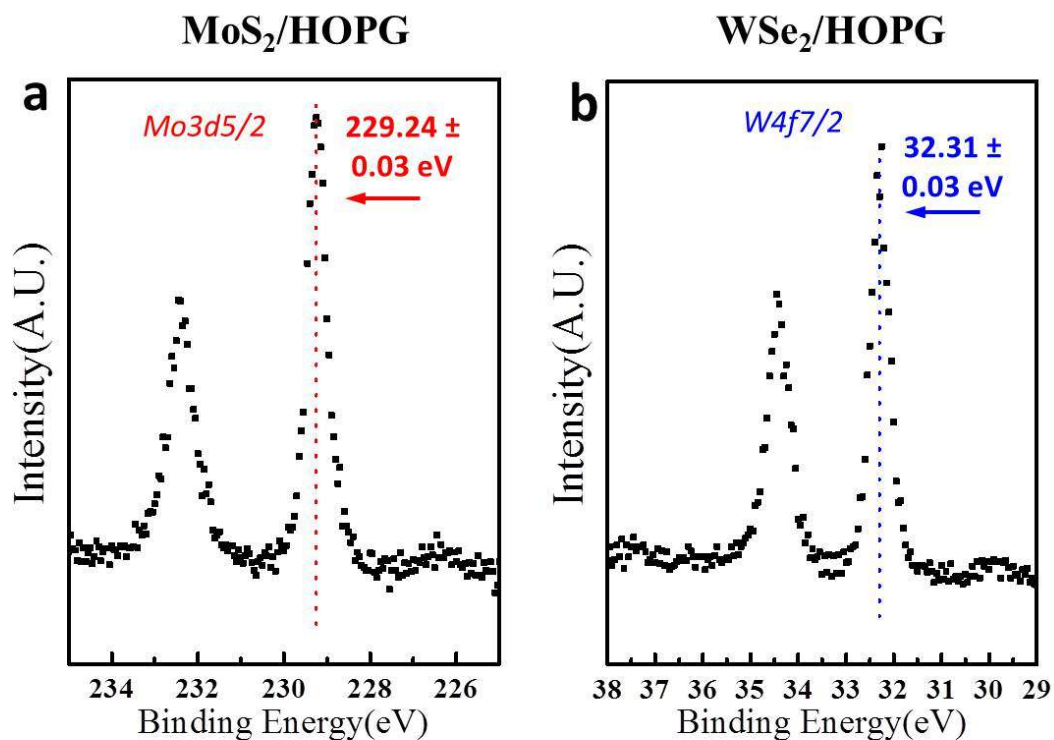 MoS₂/HOPG
a
Mo3d5/2
229.24 ±
0.03 eV
Intensity(A.U.)
234 232 230 228 226
Binding Energy(eV)
WSe₂/HOPG
b
W4f7/2
32.31 ±
0.03 eV
Intensity(A.U.)
38 37 36 35 34 33 32 31 30 29
Binding Energy(eV)